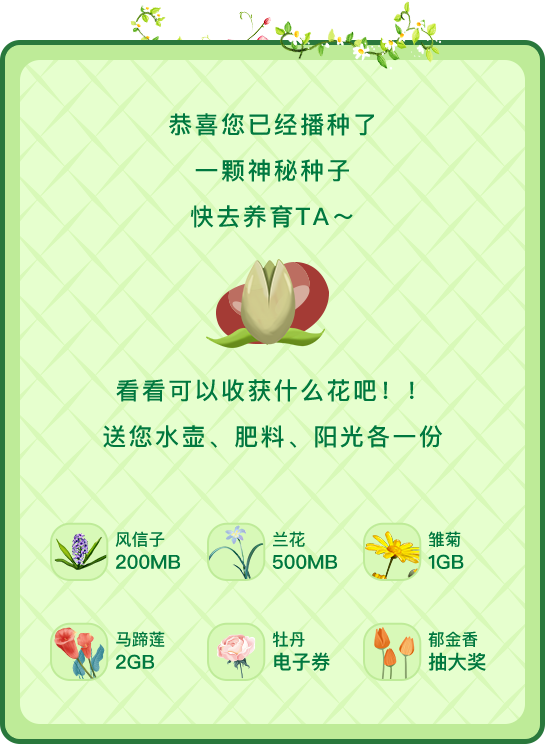 恭喜您已经播种了
一颗神秘种子
快去养育TA～
看看可以收获什么花吧！！
送您水壶、肥料、阳光各一份
风信子
200MB
兰花
500MB
雏菊
1GB
马蹄莲
2GB
牡丹
电子券
郁金香
抽大奖